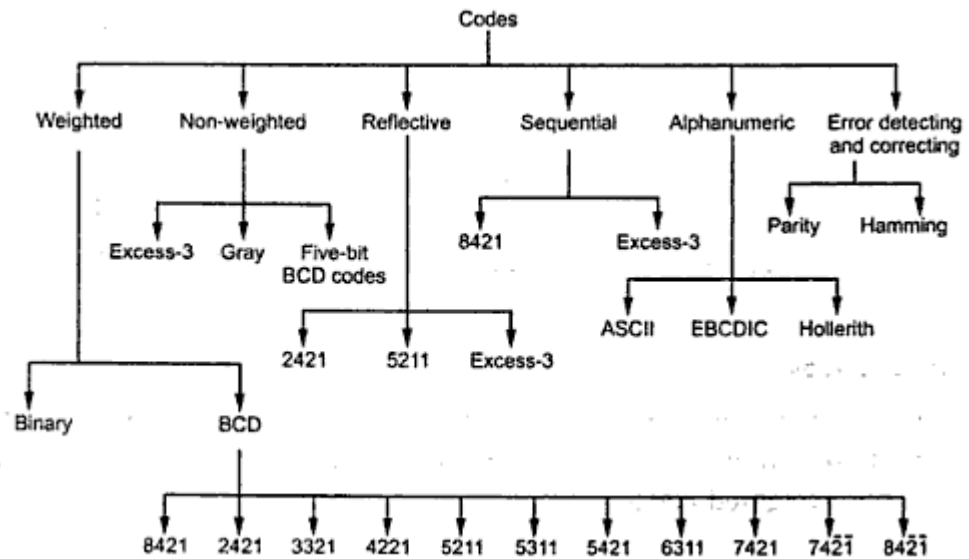 Codes
Weighted Non-weighted Reflective Sequential Alphanumeric Error detecting
and correcting
Parity Hamming
8421 Excess-3
Excess-3 Gray Five-bit
BCD codes
ASCII EBCDIC Hollerith
2421 5211 Excess-3
Binary BCD
8421 2421 3321 4221 5211 5311 5421 6311 7421 742̅1̅ 842̅1̅